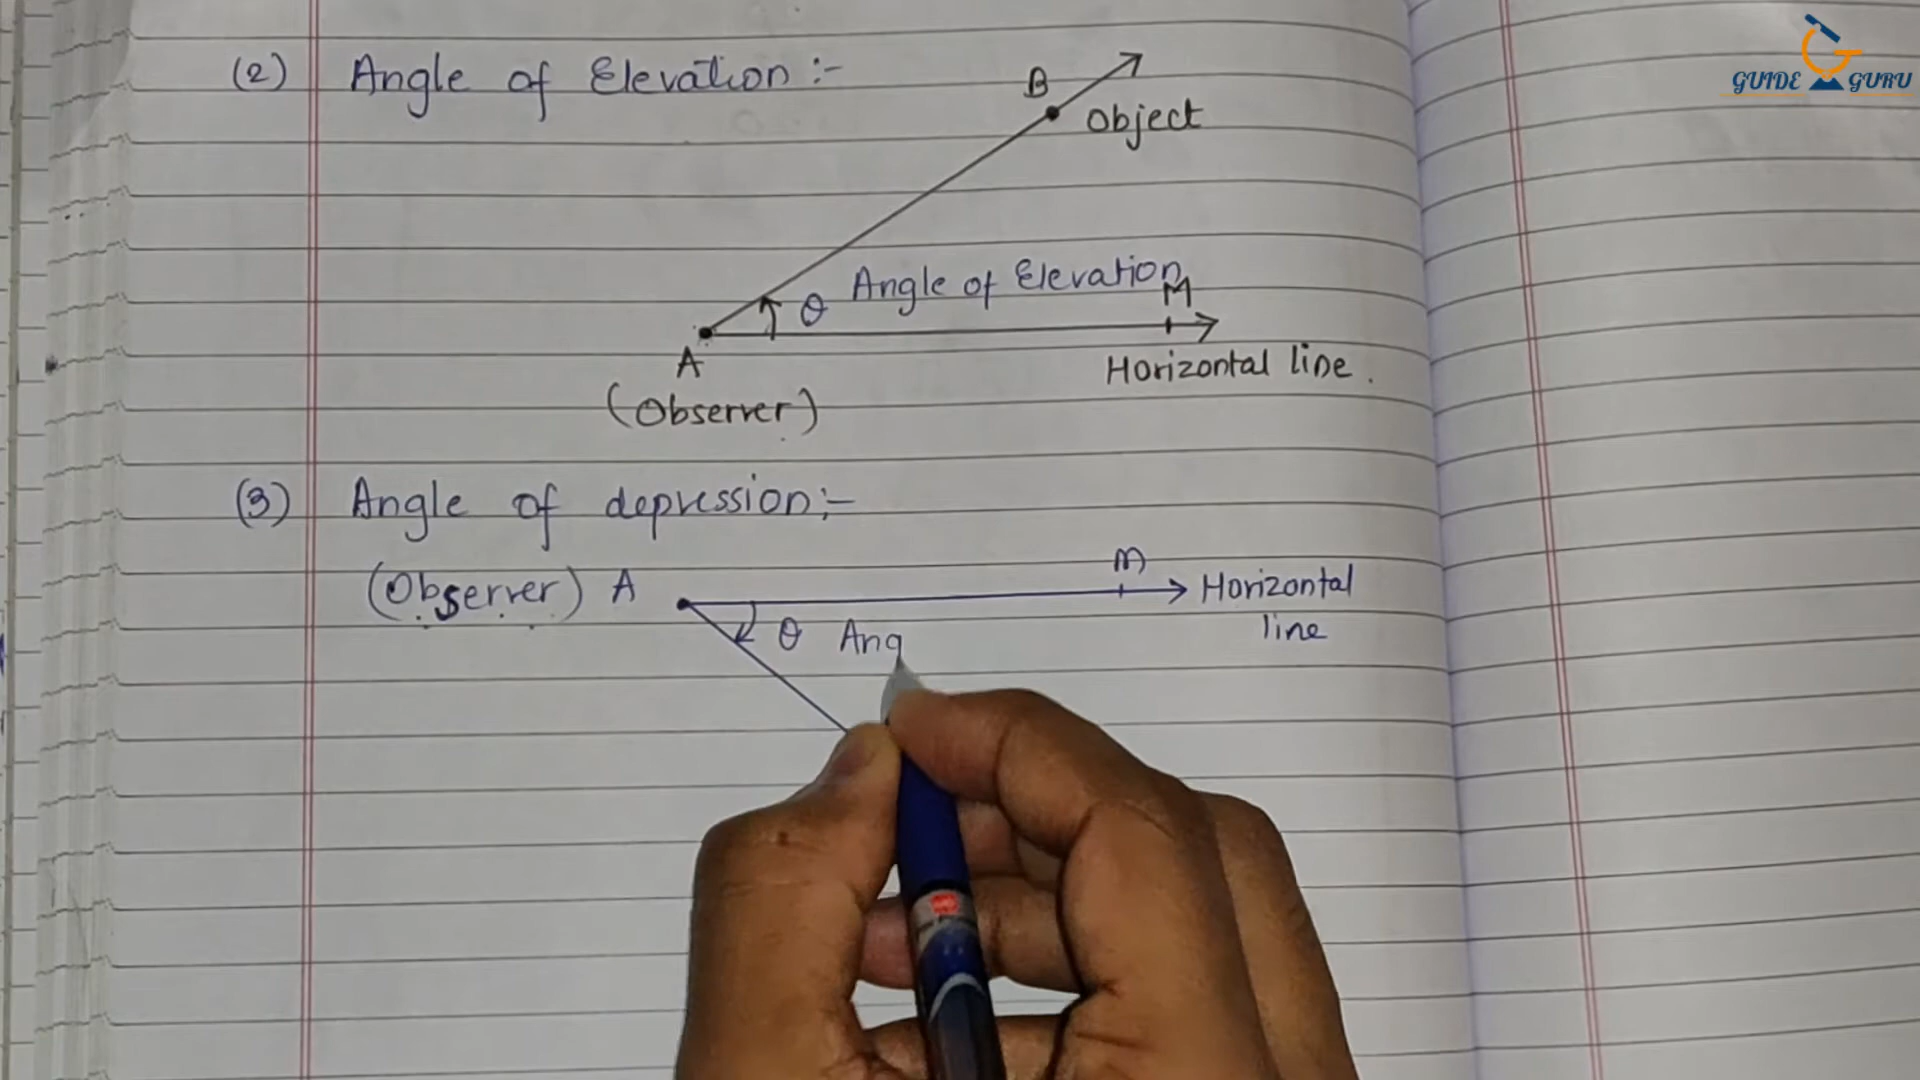 (2) Angle of Elevation :-
B
Object
θ Angle of Elevation
M
A
Horizontal line.
(Observer)
(3) Angle of depression :-
(Observer) A
M
Horizontal
line
θ Ang
GUIDE GURU